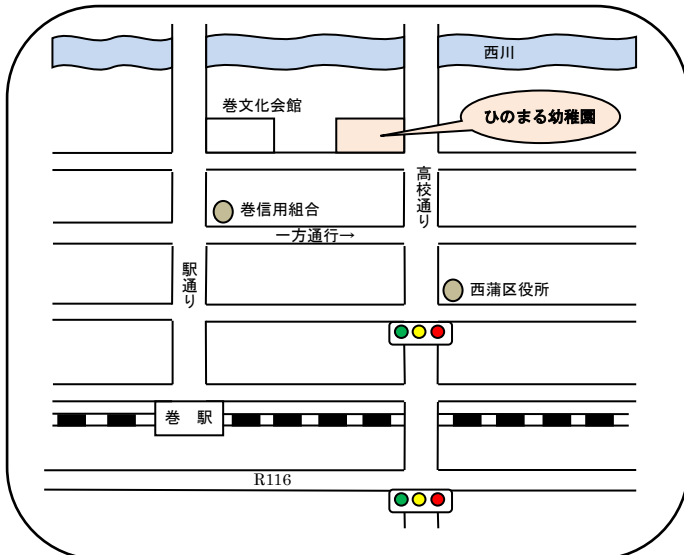 西川
巻文化会館
ひのまる幼稚園
高校通り
巻信用組合
一方通行→
駅通り
西蒲区役所
巻 駅
R116